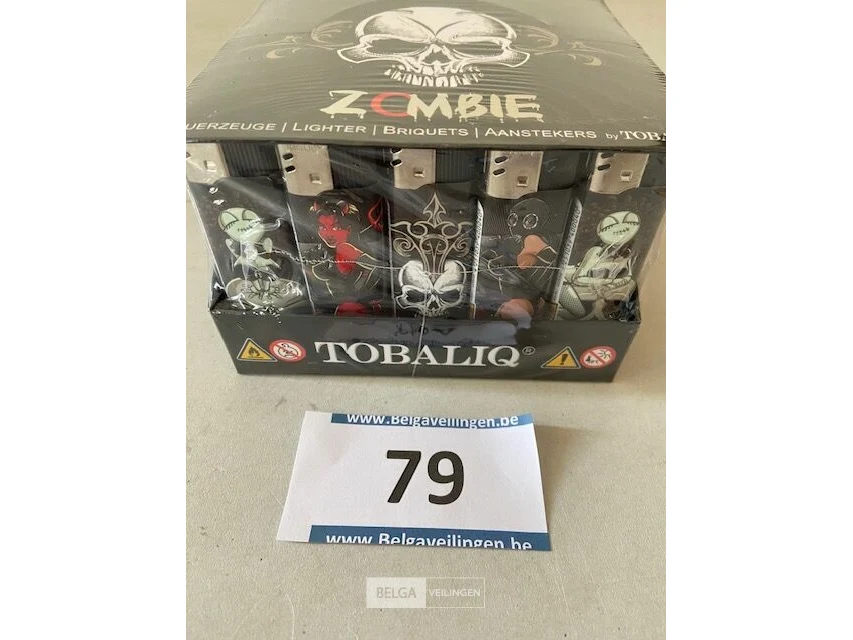 ZOMBIE
UERZEUGE | LIGHTER | BRIQUETS | AANSTEKERS by TOBA
TOBALIQ®
www.Belgaveilingen.be
79
www.Belgaveilingen.be
BELGA VEILINGEN